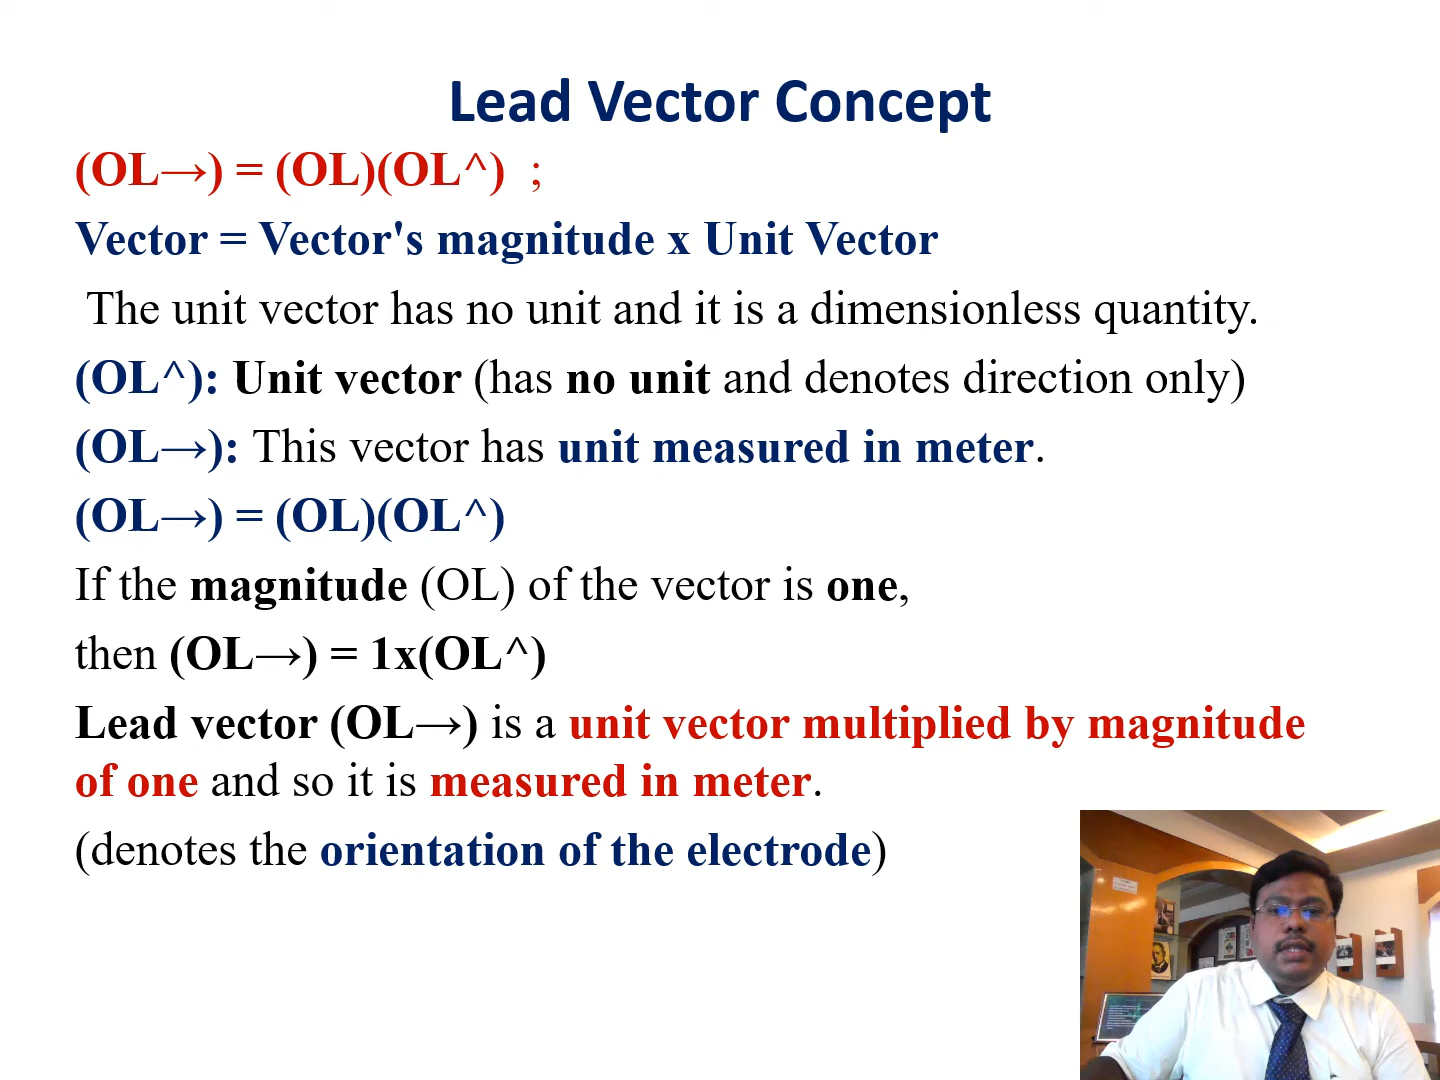 Lead Vector Concept
(OL→) = (OL)(OL^) ;
Vector = Vector's magnitude x Unit Vector
The unit vector has no unit and it is a dimensionless quantity.
(OL^): Unit vector (has no unit and denotes direction only)
(OL→): This vector has unit measured in meter.
(OL→) = (OL)(OL^)
If the magnitude (OL) of the vector is one,
then (OL→) = 1x(OL^)
Lead vector (OL→) is a unit vector multiplied by magnitude
of one and so it is measured in meter.
(denotes the orientation of the electrode)